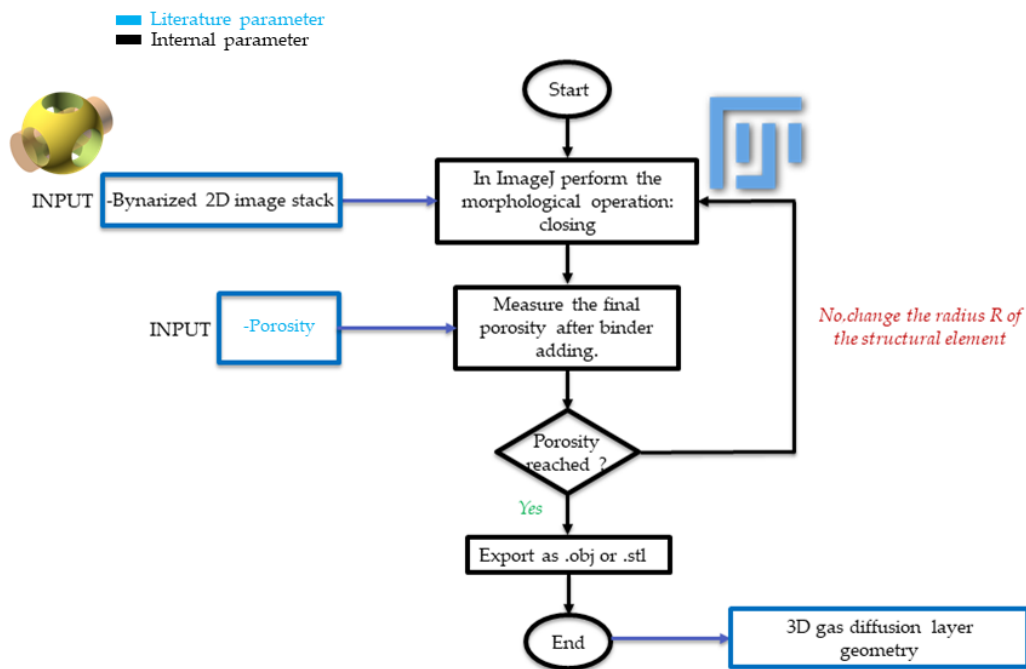 Literature parameter
Internal parameter
Start
In ImageJ perform the
morphological operation:
closing
INPUT
-Bynarized 2D image stack
Measure the final
porosity after binder
adding.
INPUT
-Porosity
No,change the radius R of
the structural element
Porosity
reached ?
Yes
Export as .obj or .stl
End
3D gas diffusion layer
geometry